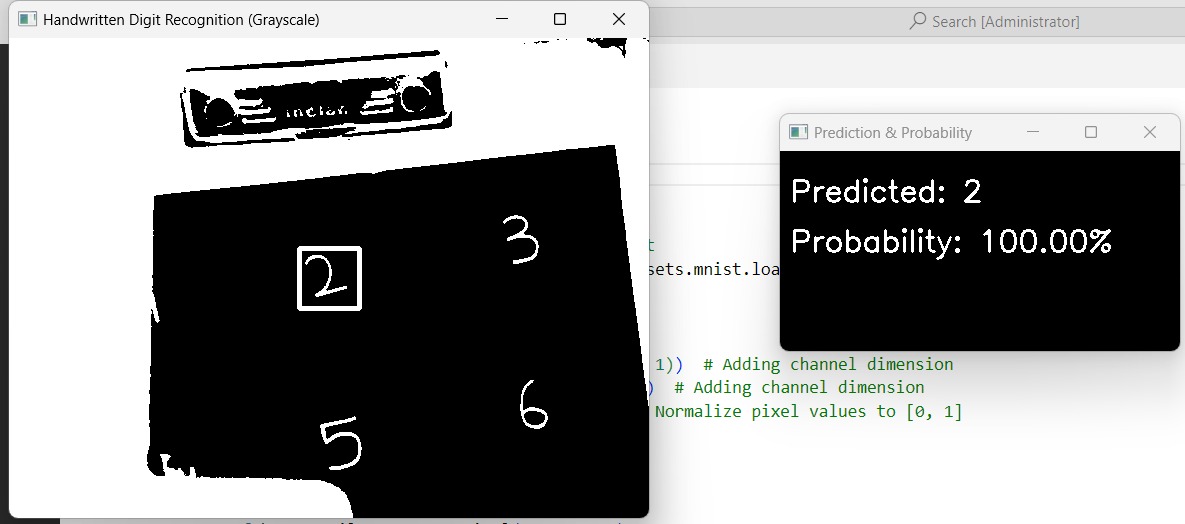 Handwritten Digit Recognition (Grayscale)
Search [Administrator]
Prediction & Probability
Predicted: 2
Probability: 100.00%
2
3
5
6
t
sets.mnist.loa
1)) # Adding channel dimension
) # Adding channel dimension
Normalize pixel values to [0, 1]